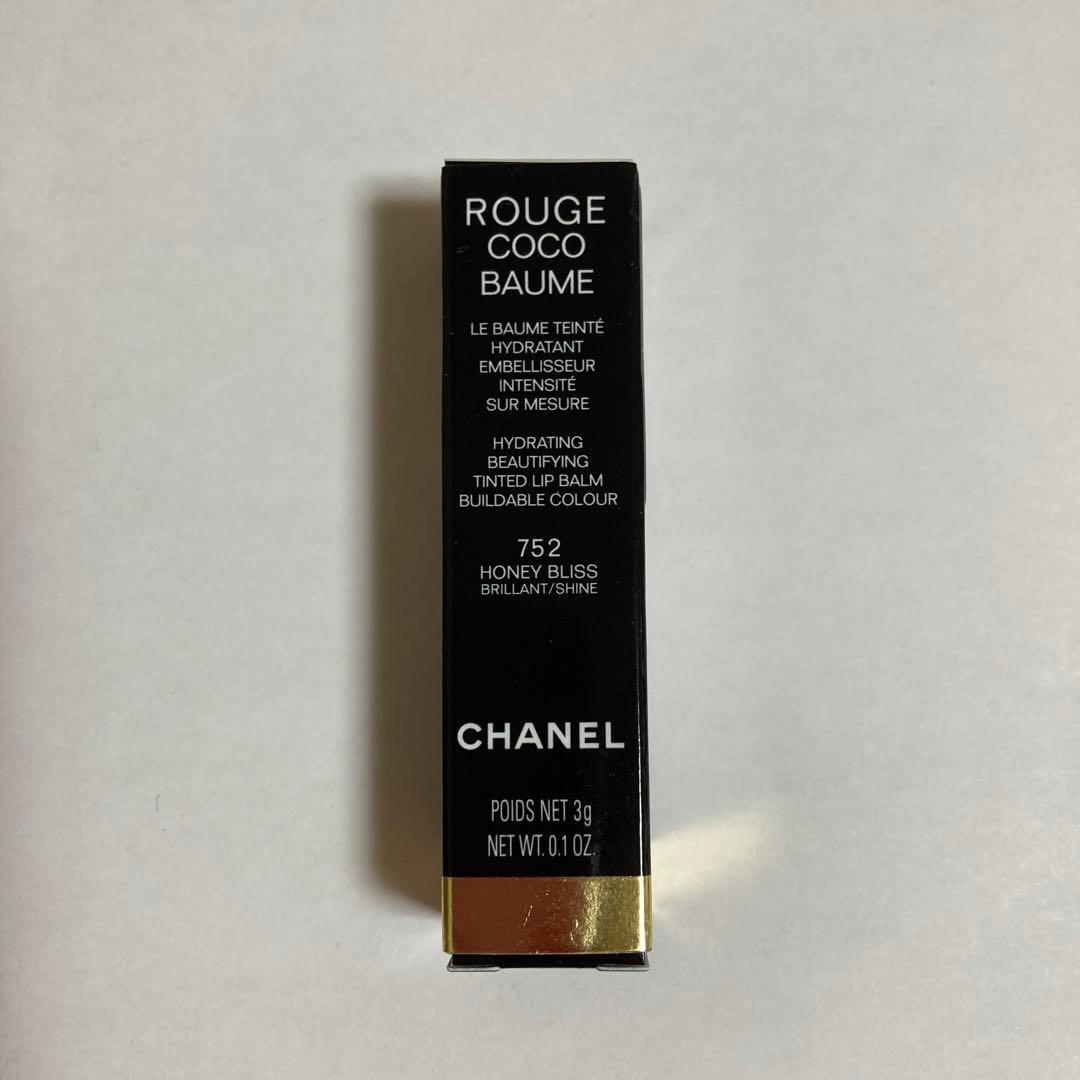 ROUGE
COCO
BAUME
LE BAUME TEINTÉ
HYDRATANT
EMBELLISSEUR
INTENSITÉ
SUR MESURE
HYDRATING
BEAUTIFYING
TINTED LIP BALM
BUILDABLE COLOUR
752
HONEY BLISS
BRILLANT/SHINE
CHANEL
POIDS NET 3g
NET WT. 0.1 OZ.